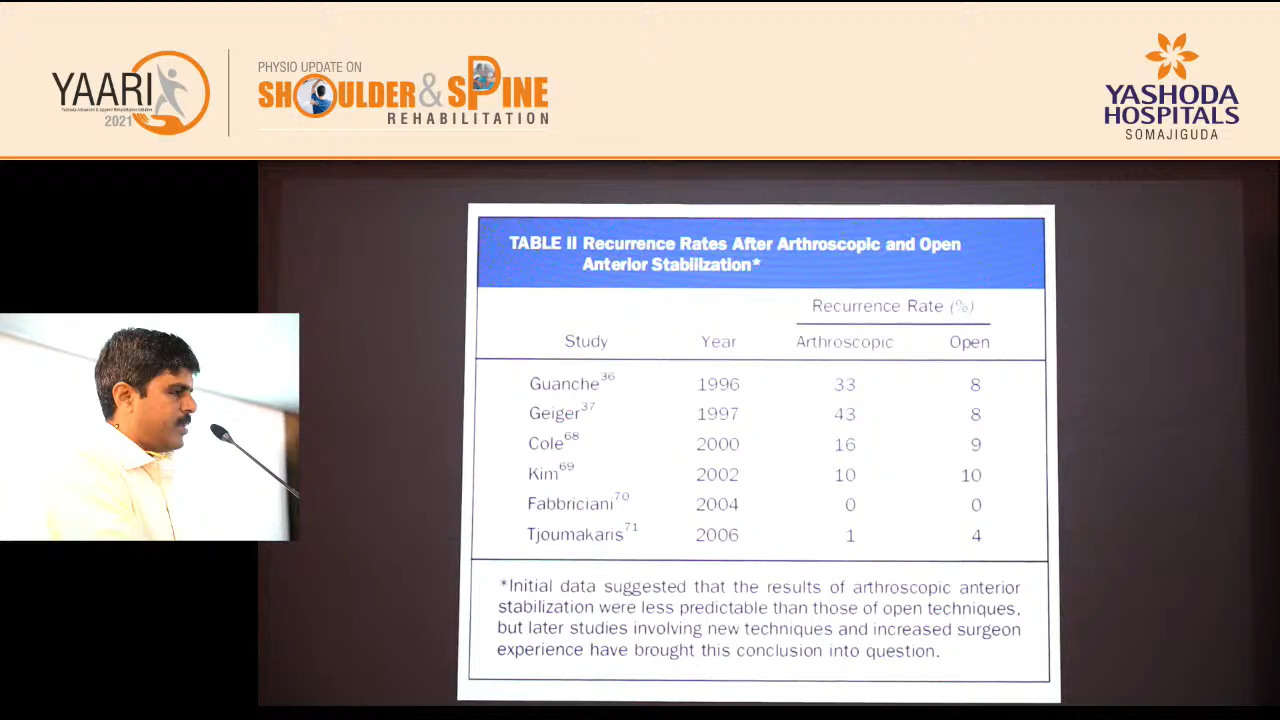 YAARI
2021
PHYSIO UPDATE ON
SHOULDER & SPINE
REHABILITATION
YASHODA
HOSPITALS
SOMAJIGUDA
TABLE II Recurrence Rates After Arthroscopic and Open
Anterior Stabilization*
Recurrence Rate (%)
Study Year Arthroscopic Open
Guanche36 1996 33 8
Geiger37 1997 43 8
Cole68 2000 16 9
Kim69 2002 10 10
Fabbriciani70 2004 0 0
Tjoumakaris71 2006 1 4
*Initial data suggested that the results of arthroscopic anterior
stabilization were less predictable than those of open techniques,
but later studies involving new techniques and increased surgeon
experience have brought this conclusion into question.